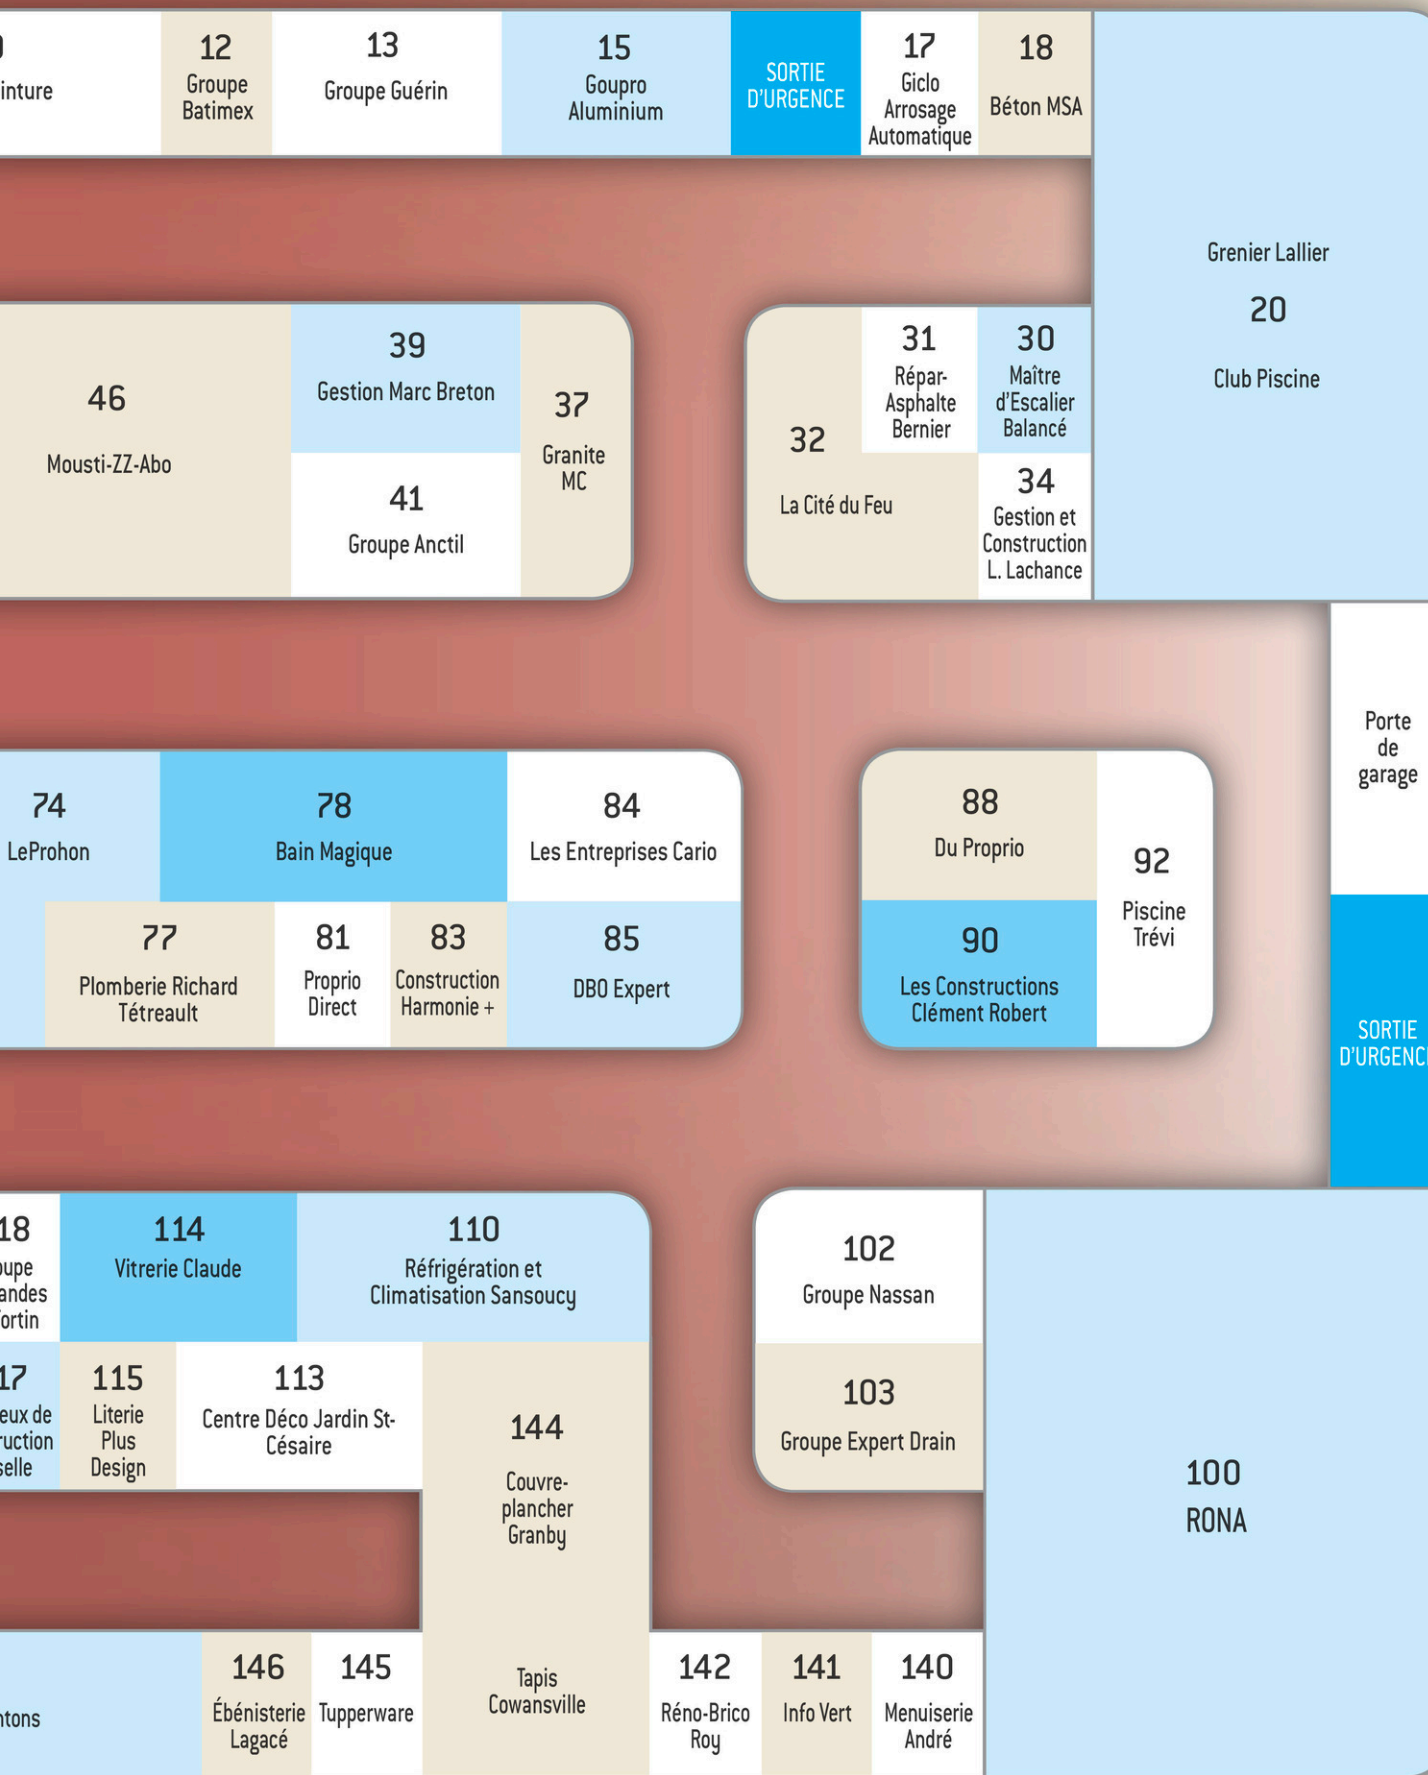 12
Groupe
Batimex
13
Groupe Guérin
15
Goupro
Aluminium
SORTIE
D'URGENCE
17
Giclo
Arrosage
Automatique
18
Béton MSA
Grenier Lallier
20
Club Piscine
46
Mousti-ZZ-Abo
39
Gestion Marc Breton
41
Groupe Anctil
37
Granite
MC
32
La Cité du Feu
31
Répar-
Asphalte
Bernier
30
Maître
d'Escalier
Balancé
34
Gestion et
Construction
L. Lachance
Porte
de
garage
74
LeProhon
78
Bain Magique
84
Les Entreprises Cario
77
Plomberie Richard
Tétreault
81
Proprio
Direct
83
Construction
Harmonie +
85
DBO Expert
88
Du Proprio
90
Les Constructions
Clément Robert
92
Piscine
Trévi
SORTIE
D'URGENC
18
114
Vitrerie Claude
110
Réfrigération et
Climatisation Sansoucy
17
eux de
115
Literie
Plus
Design
113
Centre Déco Jardin St-
Césaire
144
Couvre-
plancher
Granby
Tapis
Cowansville
102
Groupe Nassan
103
Groupe Expert Drain
100
RONA
146
Ébénisterie
Lagacé
145
Tupperware
142
Réno-Brico
Roy
141
Info Vert
140
Menuiserie
André